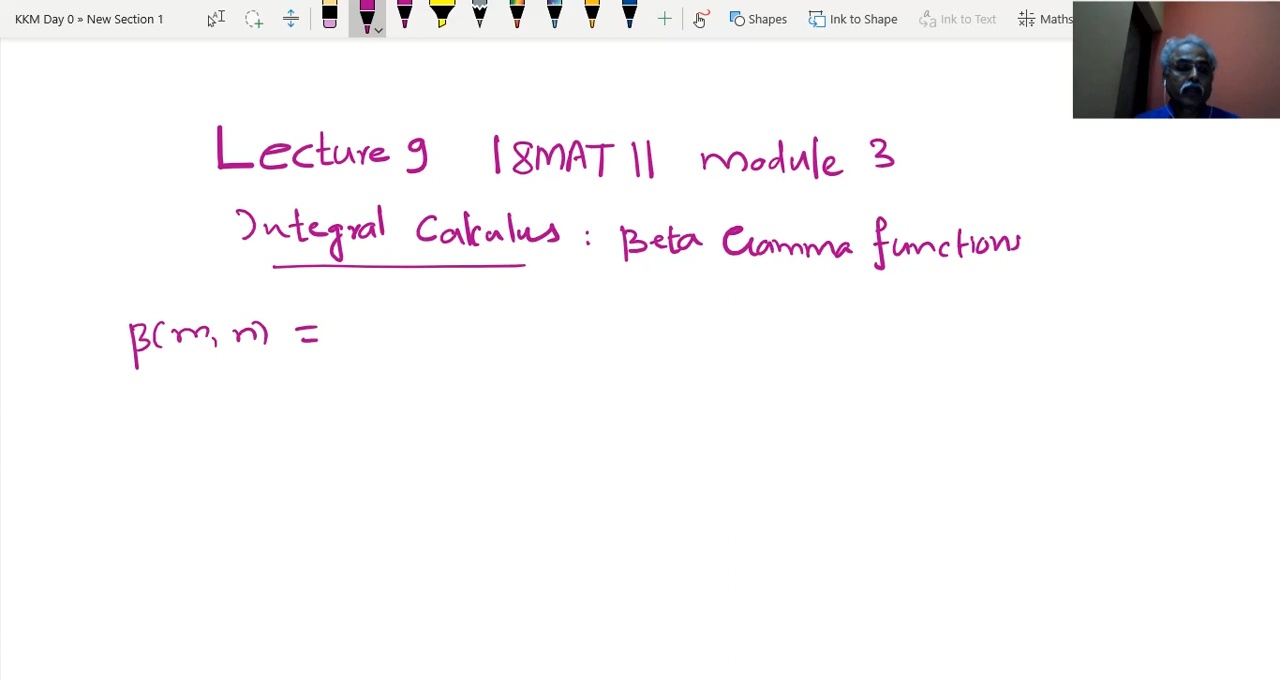 KKM Day 0 » New Section 1
Shapes
Ink to Shape
Ink to Text
Maths
Lecture 9 18MAT11 module 3
Integral Calculus : Beta Gamma functions
β(m, n) =